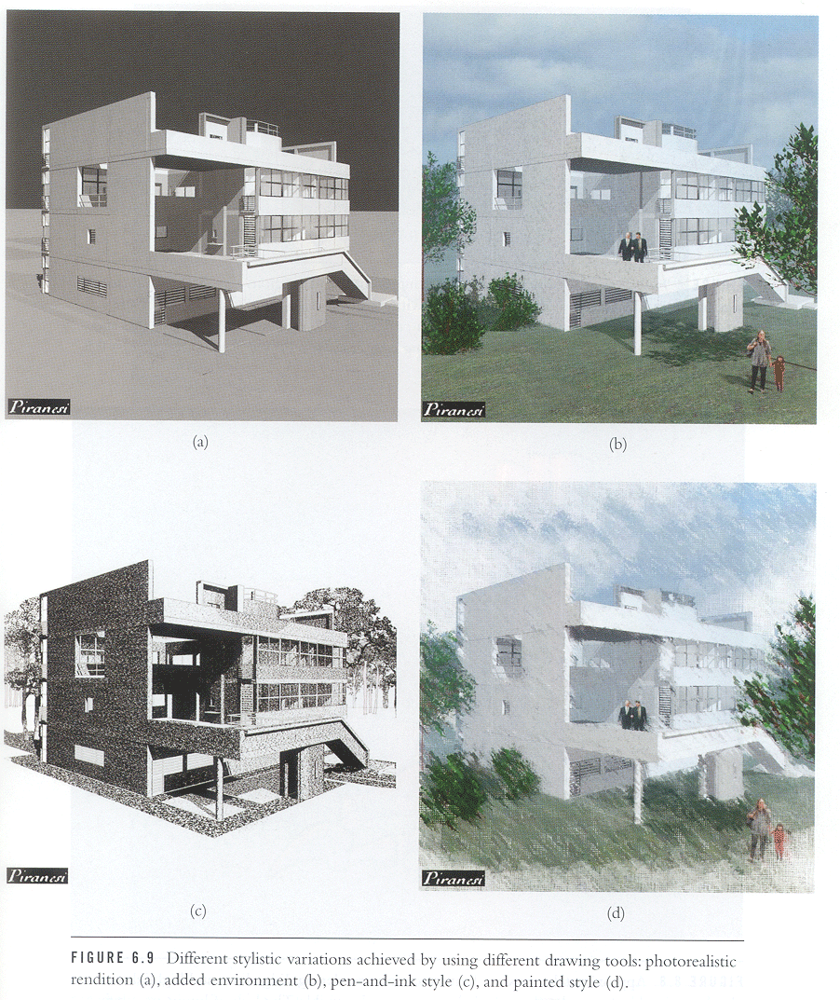 Piranesi
Piranesi
(a)
(b)
Piranesi
Piranesi
(c)
(d)
FIGURE 6.9 Different stylistic variations achieved by using different drawing tools: photorealistic
rendition (a), added environment (b), pen-and-ink style (c), and painted style (d).